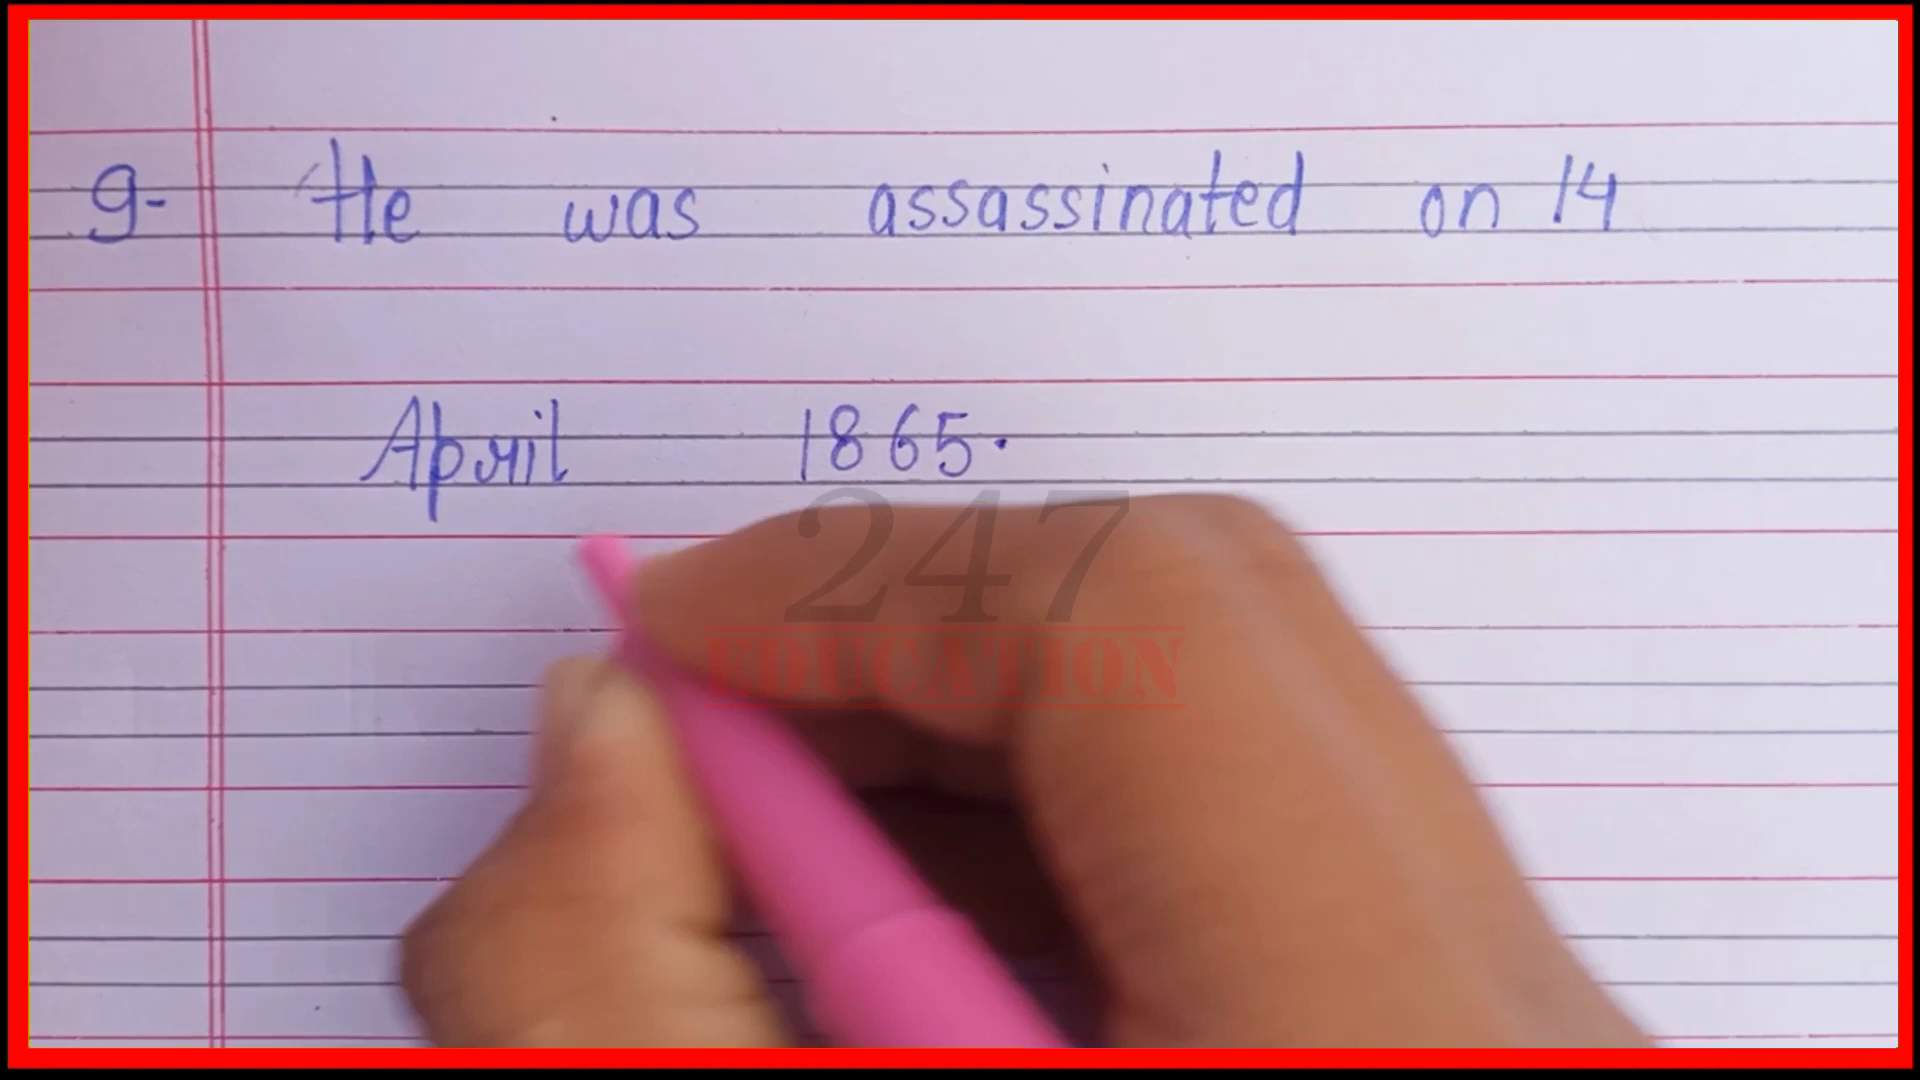 9- He was assassinated on 14
April 1865.
247
EDUCATION